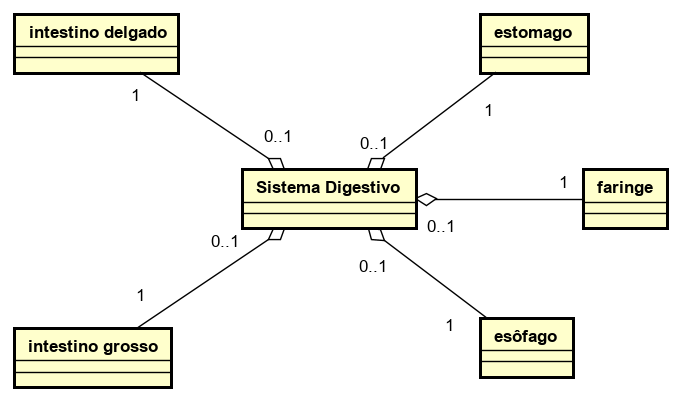 intestino delgado
estomago
1
1
0..1
0..1
Sistema Digestivo
1
faringe
0..1
0..1
0..1
1
1
intestino grosso
esôfago